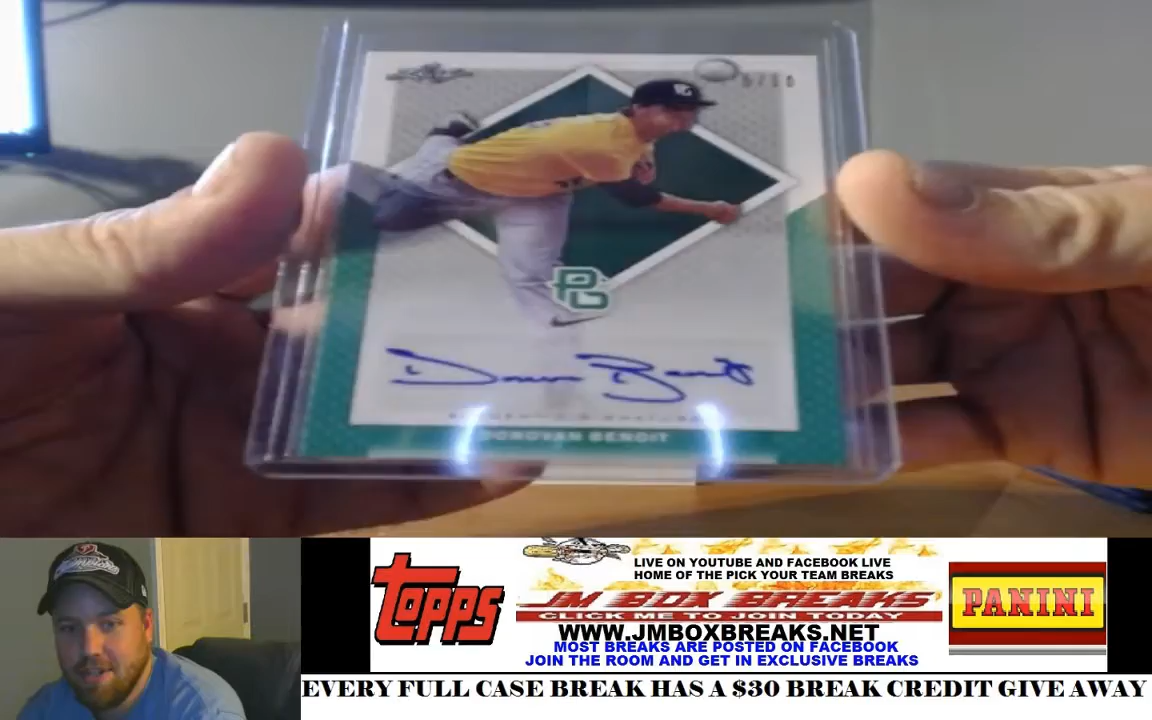 PG
DONOVAN BENOIT
topps
LIVE ON YOUTUBE AND FACEBOOK LIVE
HOME OF THE PICK YOUR TEAM BREAKS
JM BOX BREAKS
CLICK ME TO JOIN TODAY
WWW.JMBOXBREAKS.NET
MOST BREAKS ARE POSTED ON FACEBOOK
JOIN THE ROOM AND GET IN EXCLUSIVE BREAKS
PANINI
EVERY FULL CASE BREAK HAS A $30 BREAK CREDIT GIVE AWAY